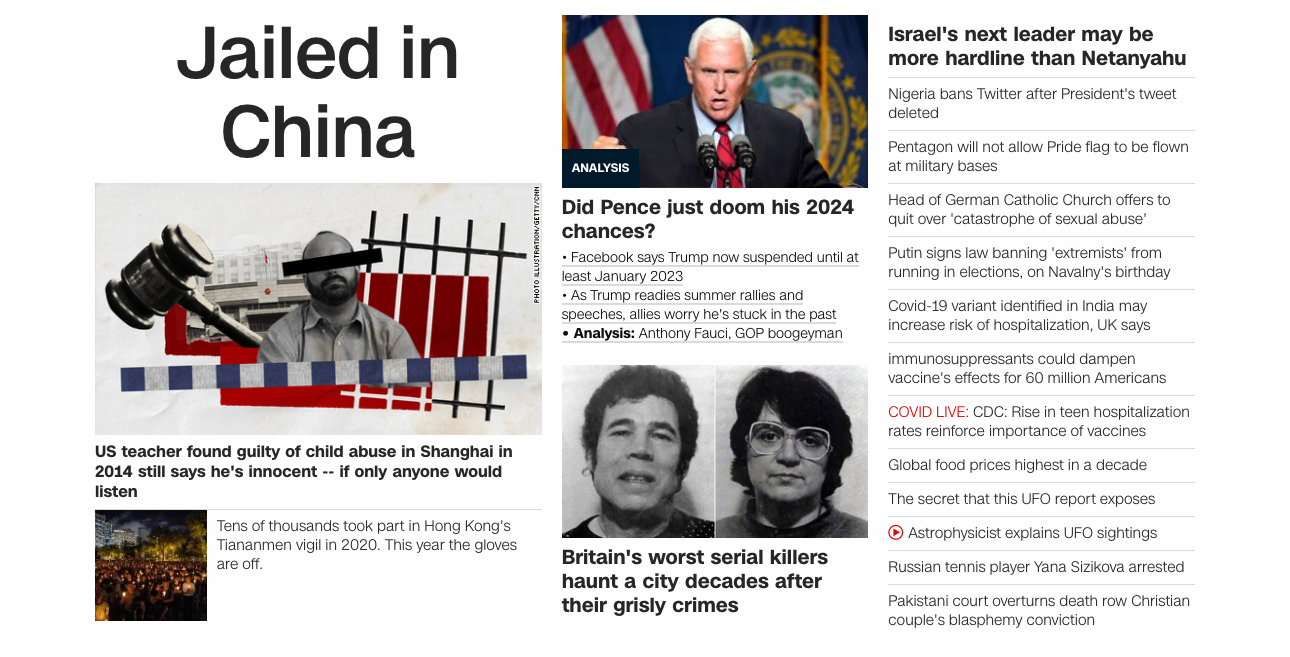 Jailed in
China
PHOTO ILLUSTRATION/GETTY/CNN
US teacher found guilty of child abuse in Shanghai in
2014 still says he's innocent -- if only anyone would
listen
Tens of thousands took part in Hong Kong's
Tiananmen vigil in 2020. This year the gloves
are off.
ANALYSIS
Did Pence just doom his 2024
chances?
• Facebook says Trump now suspended until at
least January 2023
• As Trump readies summer rallies and
speeches, allies worry he's stuck in the past
• Analysis: Anthony Fauci, GOP boogeyman
Britain's worst serial killers
haunt a city decades after
their grisly crimes
Israel's next leader may be
more hardline than Netanyahu
Nigeria bans Twitter after President's tweet
deleted
Pentagon will not allow Pride flag to be flown
at military bases
Head of German Catholic Church offers to
quit over 'catastrophe of sexual abuse'
Putin signs law banning 'extremists' from
running in elections, on Navalny's birthday
Covid-19 variant identified in India may
increase risk of hospitalization, UK says
immunosuppressants could dampen
vaccine's effects for 60 million Americans
COVID LIVE: CDC: Rise in teen hospitalization
rates reinforce importance of vaccines
Global food prices highest in a decade
The secret that this UFO report exposes
Astrophysicist explains UFO sightings
Russian tennis player Yana Sizikova arrested
Pakistani court overturns death row Christian
couple's blasphemy conviction